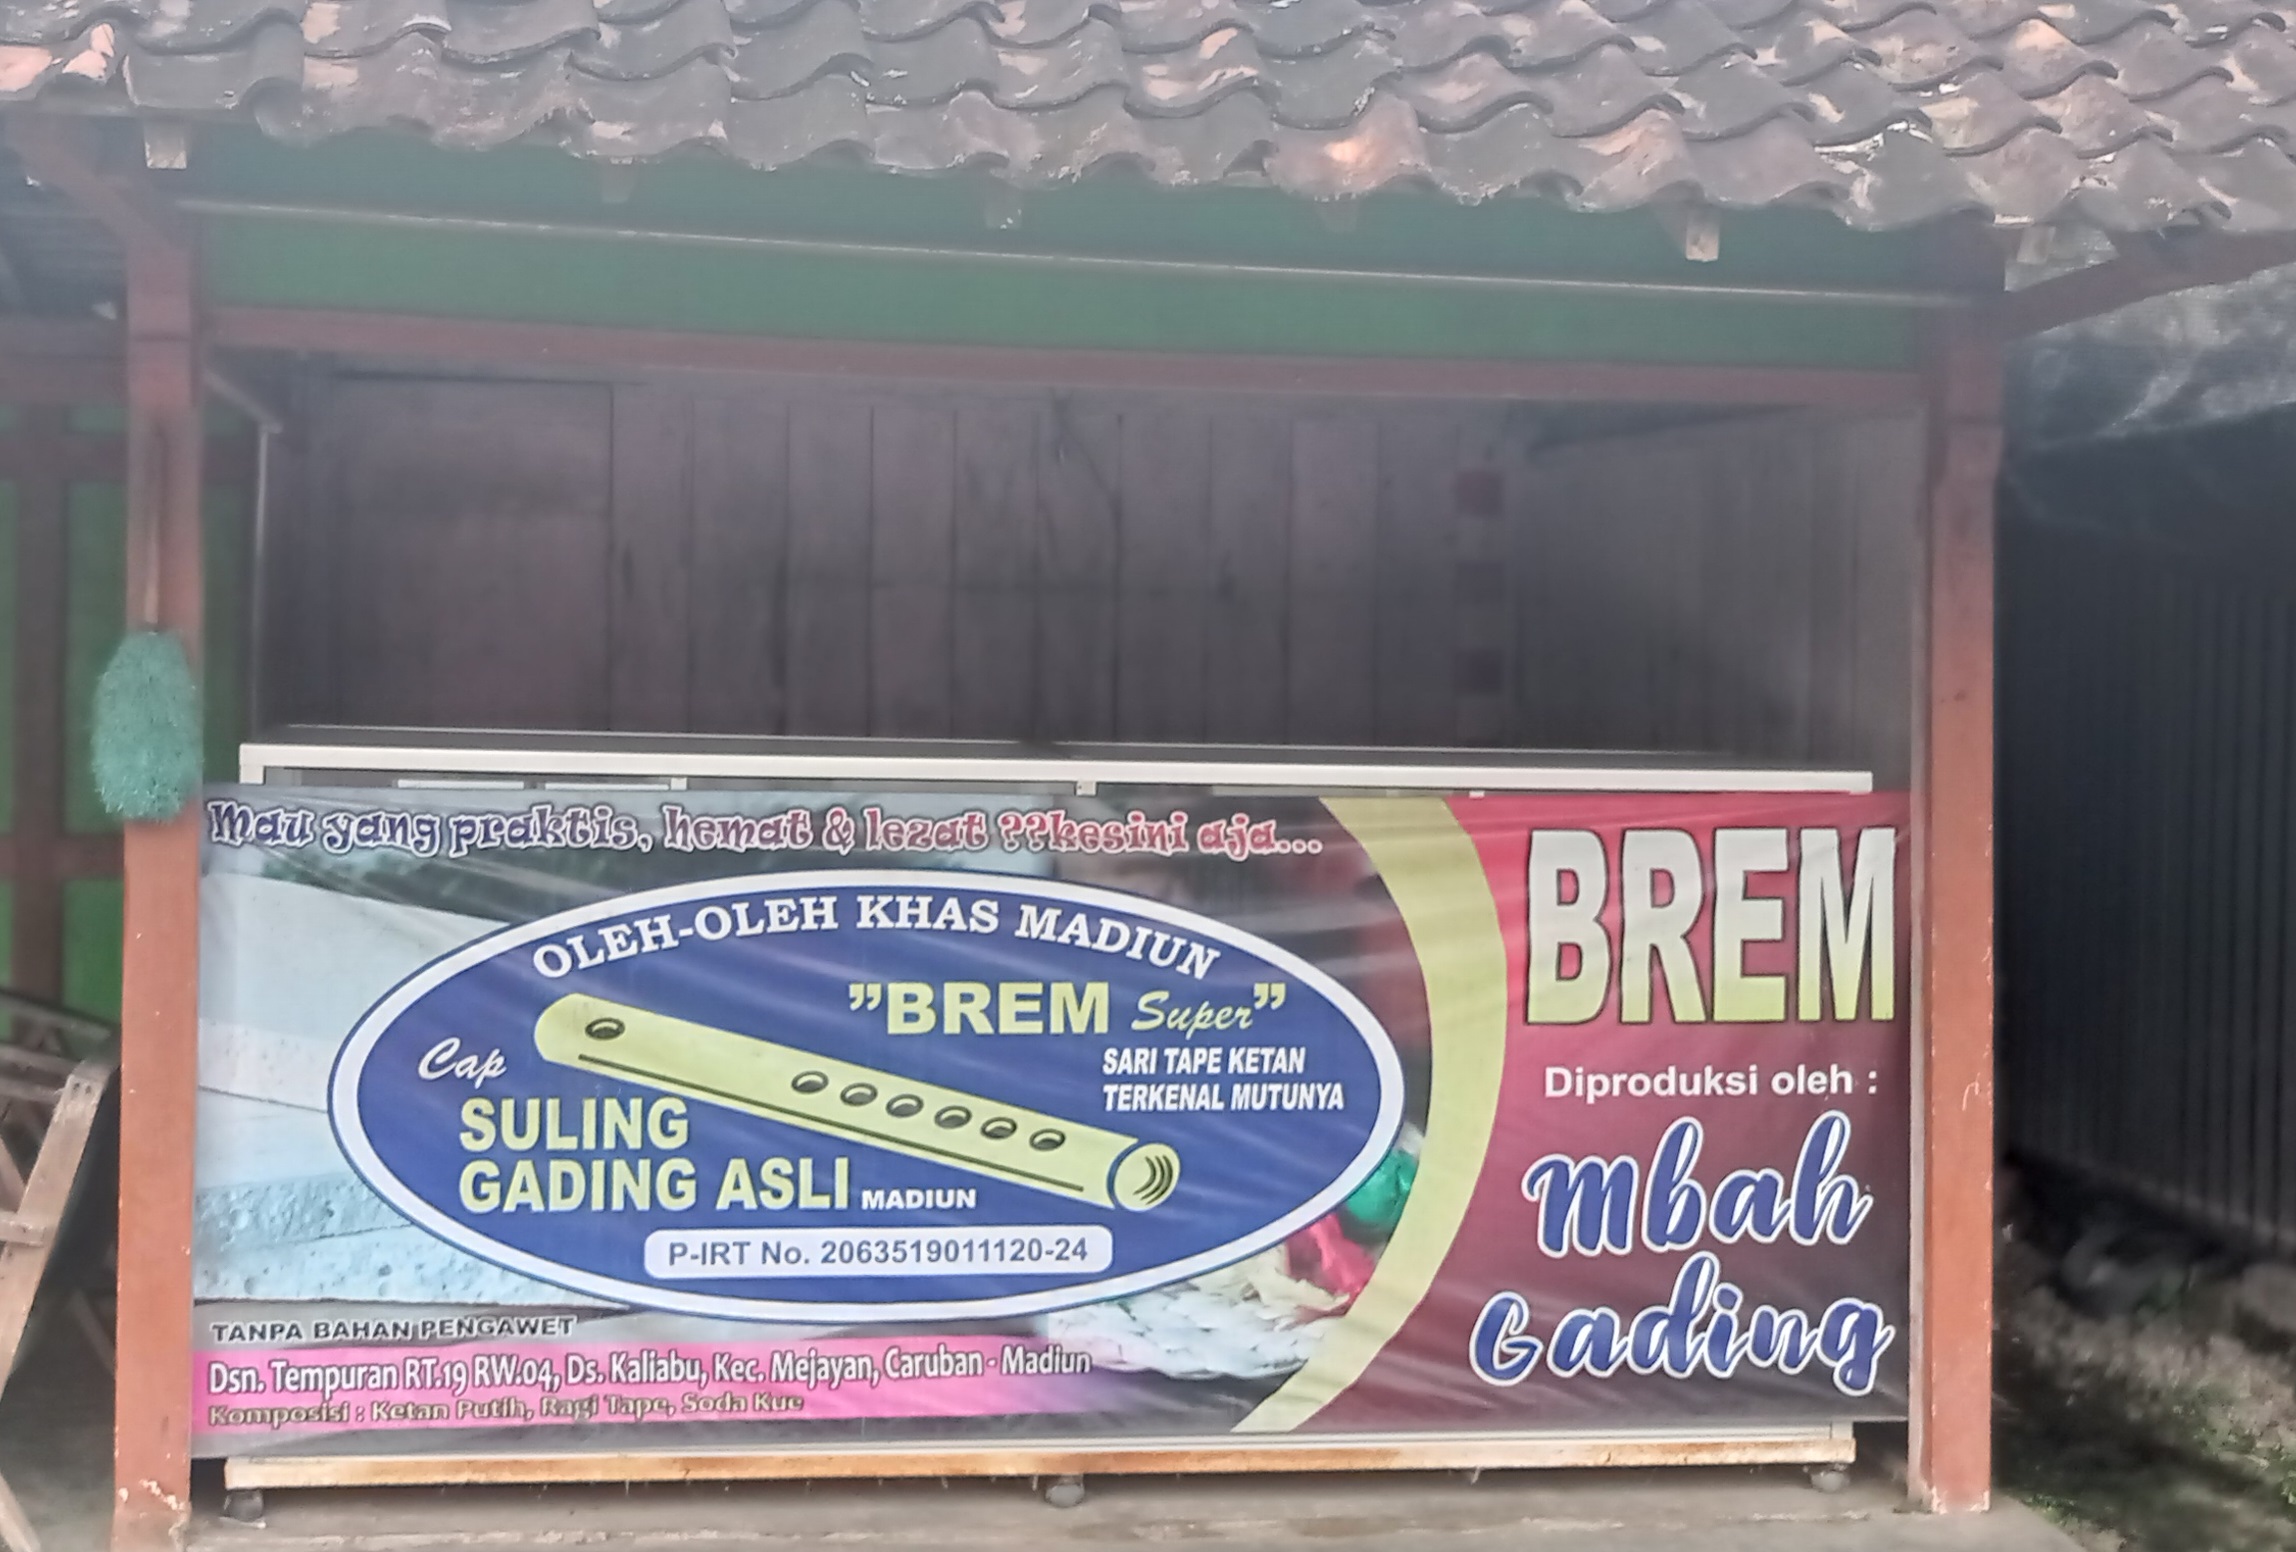 Mau yang praktis, hemat & lezat ??kesini aja...
OLEH-OLEH KHAS MADIUN
"BREM Super"
SARI TAPE KETAN
TERKENAL MUTUNYA
Cap
SULING
GADING ASLI MADIUN
P-IRT No. 2063519011120-24
TANPA BAHAN PENGAWET
Dsn. Tempuran RT.19 RW.04, Ds. Kaliabu, Kec. Mejayan, Caruban - Madiun
Komposisi : Ketan Putih, Ragi Tape, Soda Kue
BREM
Diproduksi oleh :
Mbah
Gading